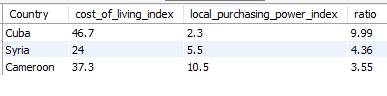 Country cost_of_living_index local_purchasing_power_index ratio
Cuba 46.7 2.3 9.99
Syria 24 5.5 4.36
Cameroon 37.3 10.5 3.55